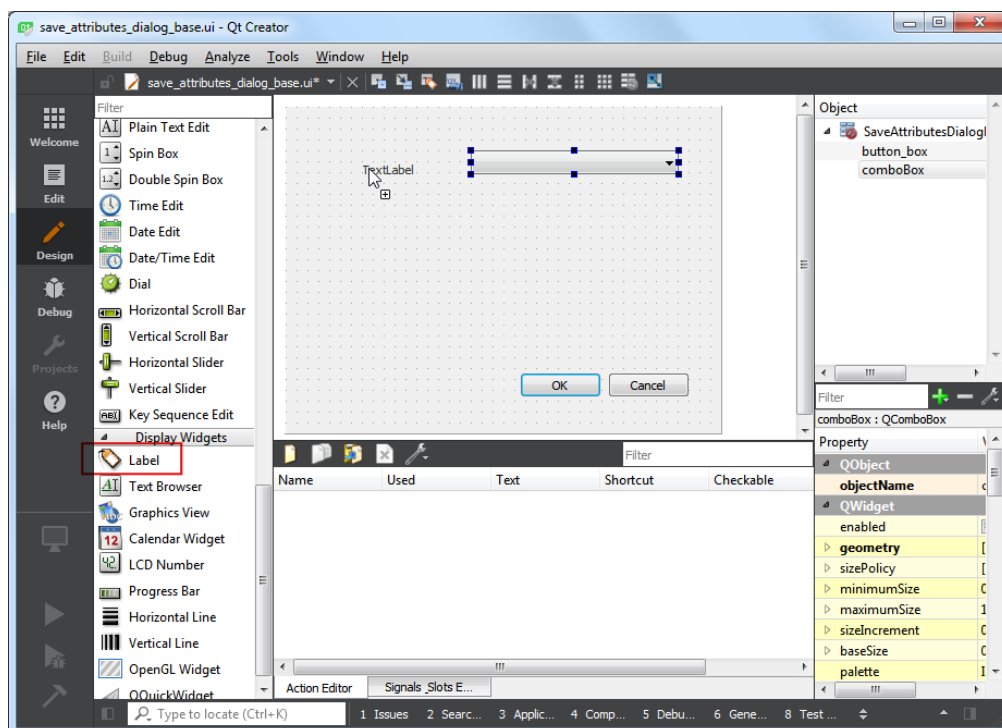 save_attributes_dialog_base.ui - Qt Creator
File Edit Build Debug Analyze Tools Window Help
save_attributes_dialog_base.ui*
Welcome
Edit
Design
Debug
Projects
Help
Filter
Plain Text Edit
Spin Box
Double Spin Box
Time Edit
Date Edit
Date/Time Edit
Dial
Horizontal Scroll Bar
Vertical Scroll Bar
Horizontal Slider
Vertical Slider
Key Sequence Edit
Display Widgets
Label
Text Browser
Graphics View
Calendar Widget
LCD Number
Progress Bar
Horizontal Line
Vertical Line
OpenGL Widget
QQuickWidget
TextLabel
OK Cancel
Filter
Name Used Text Shortcut Checkable
Action Editor Signals _Slots E...
Object
SaveAttributesDialog
button_box
comboBox
Filter
comboBox : QComboBox
Property
QObject
objectName
QWidget
enabled
geometry
sizePolicy
minimumSize
maximumSize
sizeIncrement
baseSize
palette
Type to locate (Ctrl+K) 1 Issues 2 Searc... 3 Applic... 4 Comp... 5 Debu... 6 Gene... 8 Test ...